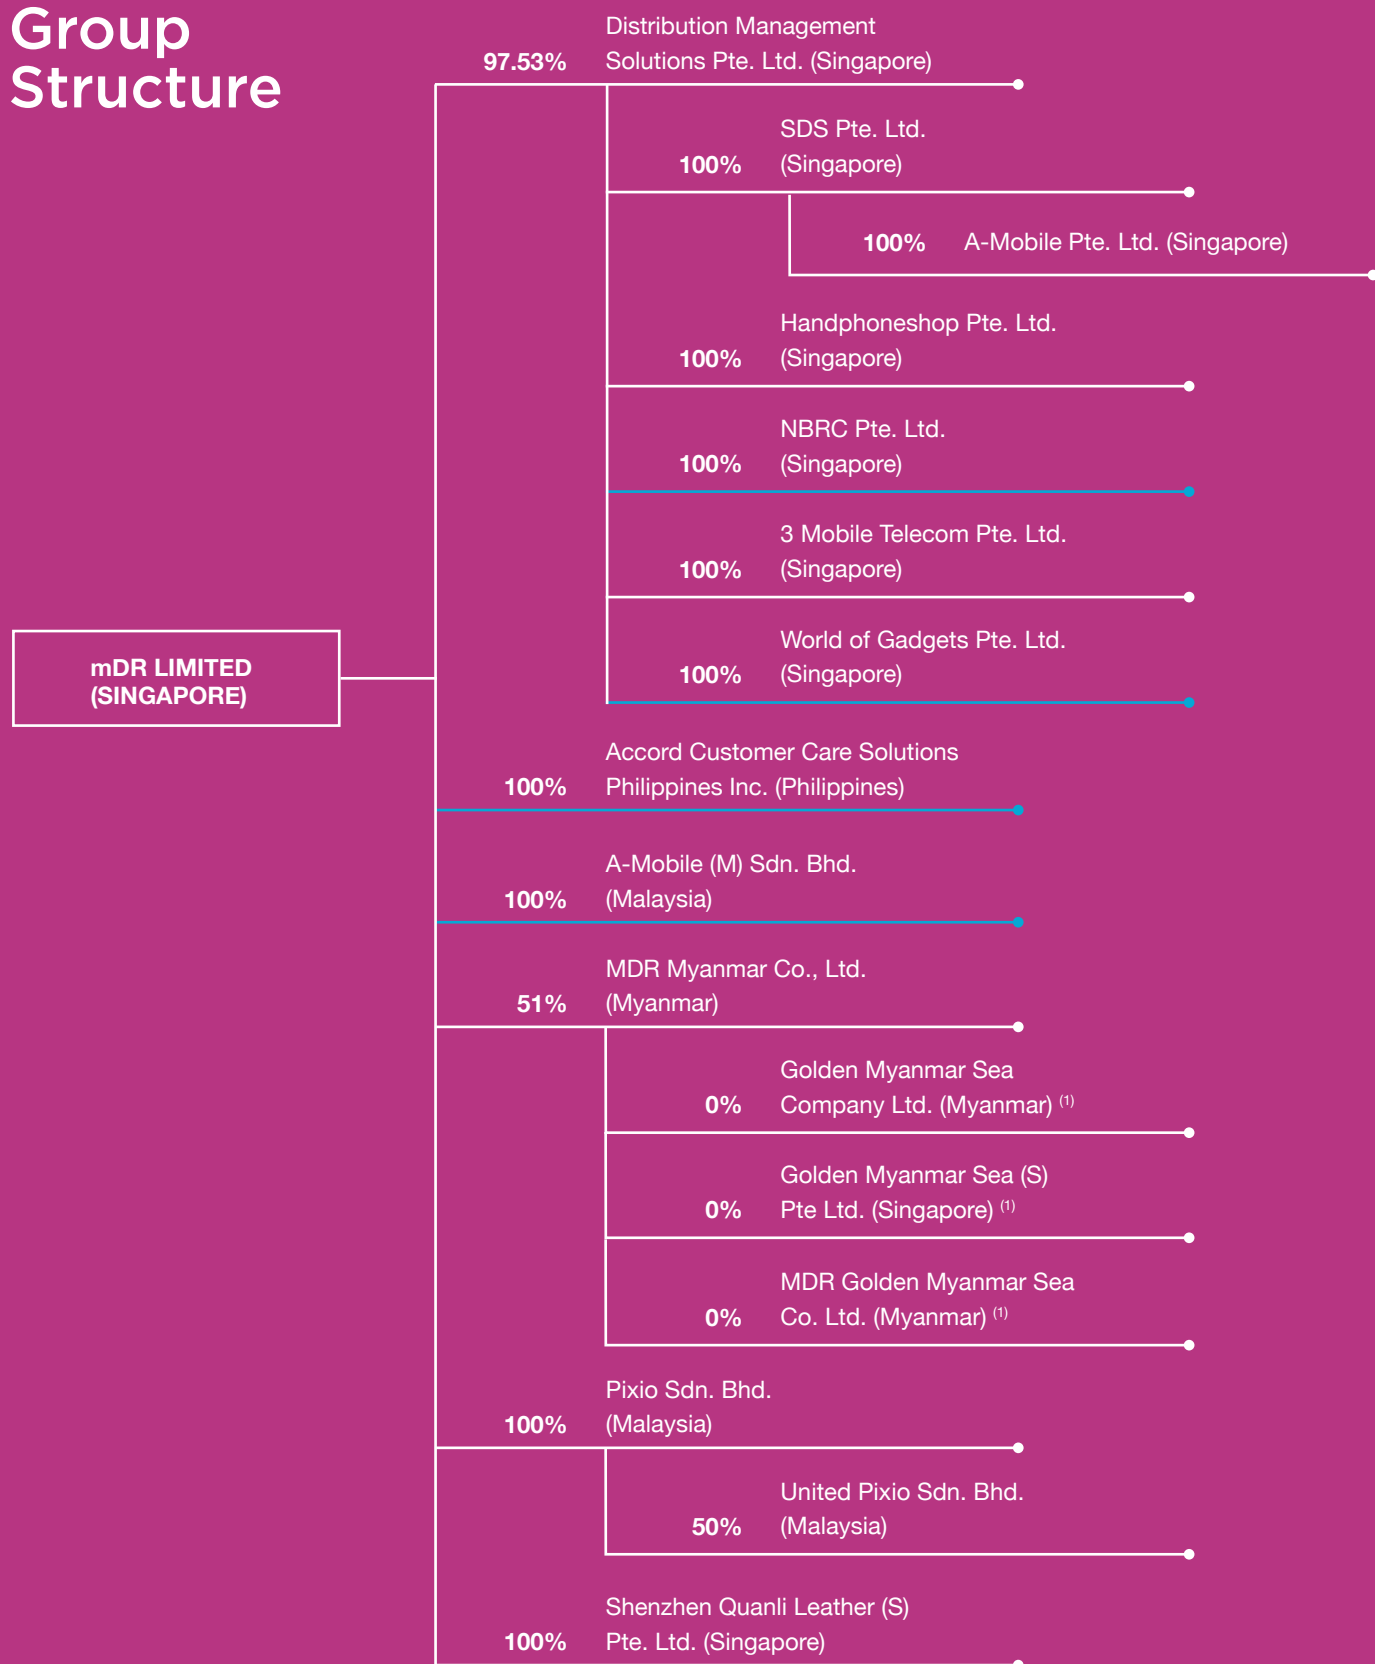 Group
Structure
Distribution Management
97.53% Solutions Pte. Ltd. (Singapore)
SDS Pte. Ltd.
100% (Singapore)
100% A-Mobile Pte. Ltd. (Singapore)
Handphoneshop Pte. Ltd.
100% (Singapore)
NBRC Pte. Ltd.
100% (Singapore)
3 Mobile Telecom Pte. Ltd.
100% (Singapore)
World of Gadgets Pte. Ltd.
100% (Singapore)
mDR LIMITED
(SINGAPORE)
Accord Customer Care Solutions
100% Philippines Inc. (Philippines)
A-Mobile (M) Sdn. Bhd.
100% (Malaysia)
MDR Myanmar Co., Ltd.
51% (Myanmar)
Golden Myanmar Sea
0% Company Ltd. (Myanmar) (1)
Golden Myanmar Sea (S)
0% Pte Ltd. (Singapore) (1)
MDR Golden Myanmar Sea
0% Co. Ltd. (Myanmar) (1)
Pixio Sdn. Bhd.
100% (Malaysia)
United Pixio Sdn. Bhd.
50% (Malaysia)
Shenzhen Quanli Leather (S)
100% Pte. Ltd. (Singapore)